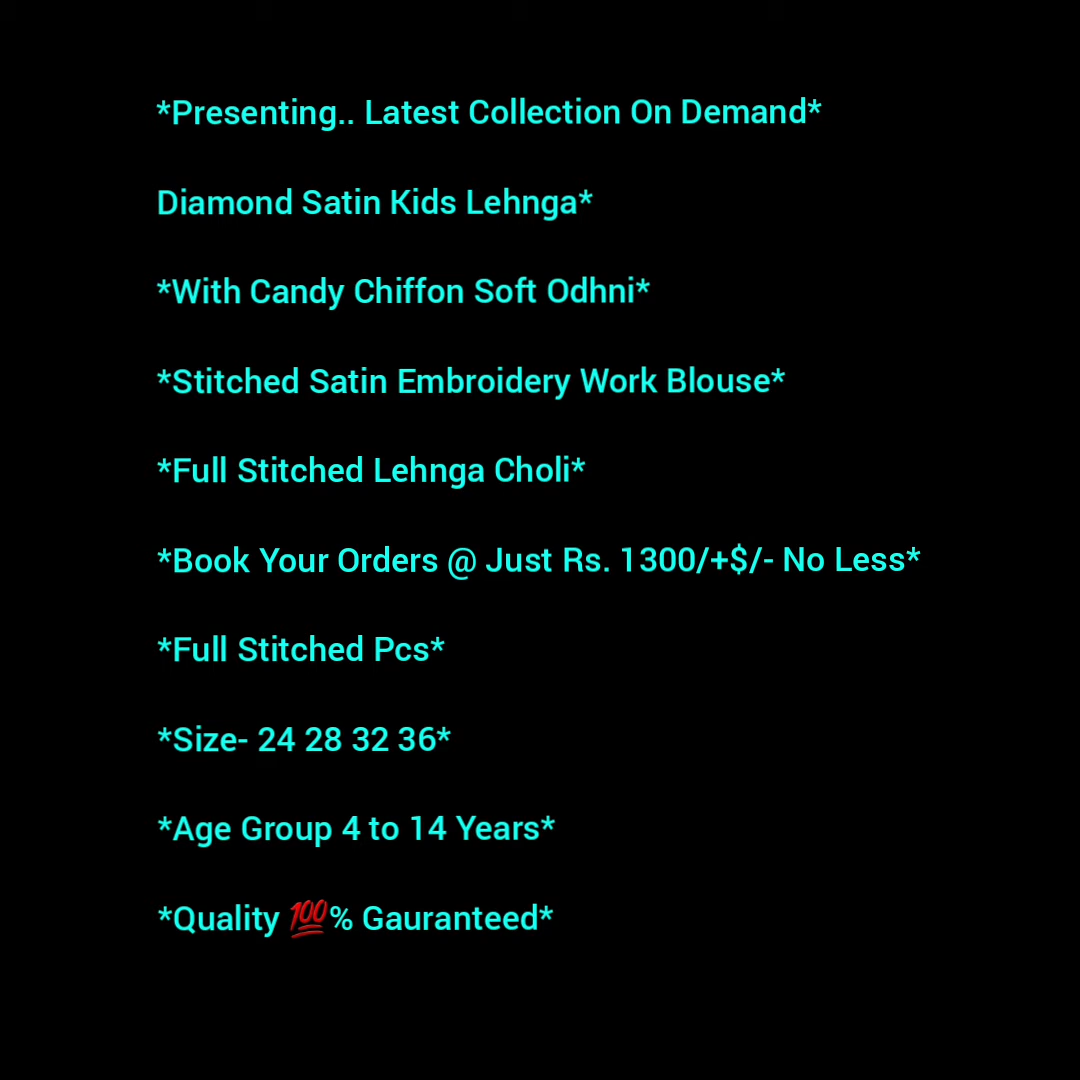 *Presenting.. Latest Collection On Demand*
Diamond Satin Kids Lehnga*
*With Candy Chiffon Soft Odhni*
*Stitched Satin Embroidery Work Blouse*
*Full Stitched Lehnga Choli*
*Book Your Orders @ Just Rs. 1300/+$/- No Less*
*Full Stitched Pcs*
*Size- 24 28 32 36*
*Age Group 4 to 14 Years*
*Quality 💯% Gauranteed*